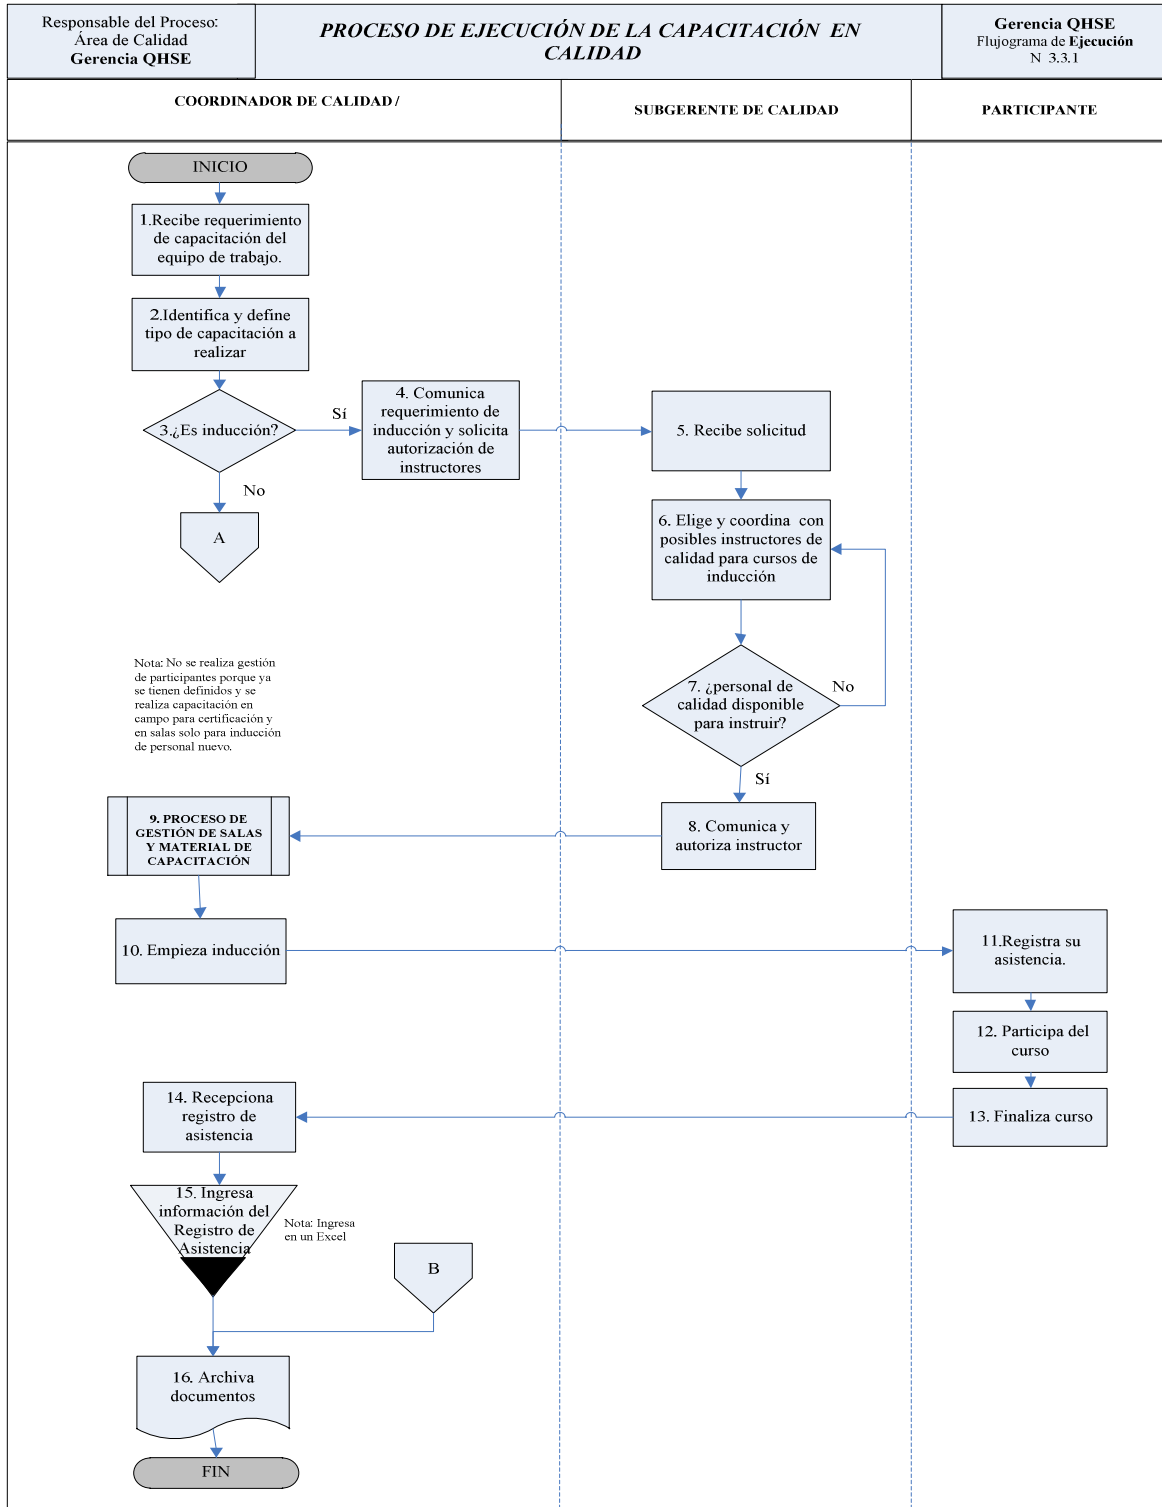 Responsable del Proceso:
Área de Calidad
Gerencia QHSE
PROCESO DE EJECUCIÓN DE LA CAPACITACIÓN EN
CALIDAD
Gerencia QHSE
Flujograma de Ejecución
N 3.3.1
COORDINADOR DE CALIDAD /
SUBGERENTE DE CALIDAD
PARTICIPANTE
INICIO
1.Recibe requerimiento
de capacitación del
equipo de trabajo.
2.Identifica y define
tipo de capacitación a
realizar
3.¿Es inducción?
Sí
No
A
4. Comunica
requerimiento de
inducción y solicita
autorización de
instructores
5. Recibe solicitud
6. Elige y coordina con
posibles instructores de
calidad para cursos de
inducción
7. ¿personal de
calidad disponible
para instruir?
No
Sí
Nota: No se realiza gestión
de participantes porque ya
se tienen definidos y se
realiza capacitación en
campo para certificación y
en salas solo para inducción
de personal nuevo.
8. Comunica y
autoriza instructor
9. PROCESO DE
GESTIÓN DE SALAS
Y MATERIAL DE
CAPACITACIÓN
10. Empieza inducción
11.Registra su
asistencia.
12. Participa del
curso
13. Finaliza curso
14. Recepciona
registro de
asistencia
15. Ingresa
información del
Registro de
Asistencia
Nota: Ingresa
en un Excel
B
16. Archiva
documentos
FIN